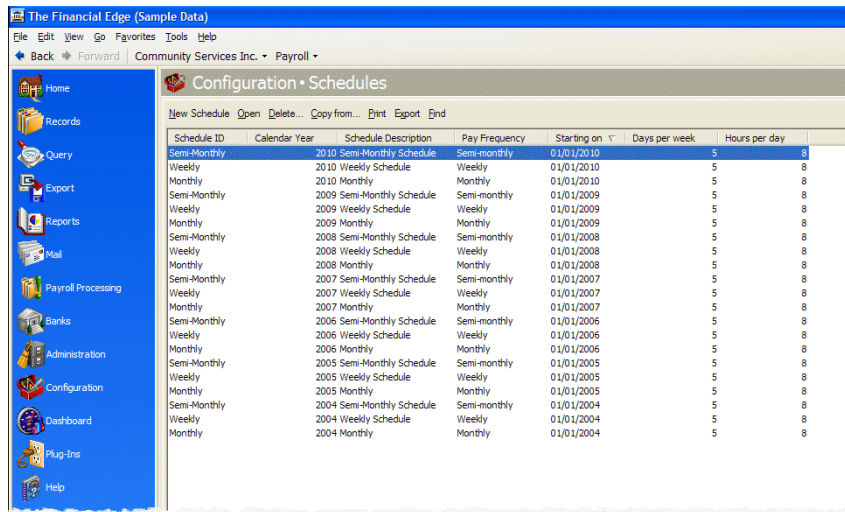 The Financial Edge (Sample Data)
File Edit View Go Favorites Tools Help
Back Forward Community Services Inc. Payroll
Home
Records
Query
Export
Reports
Mail
Payroll Processing
Banks
Administration
Configuration
Dashboard
Plug-Ins
Help
Configuration • Schedules
New Schedule Open Delete... Copy from... Print Export Find
Schedule ID Calendar Year Schedule Description Pay Frequency Starting on Days per week Hours per day
Semi-Monthly 2010 Semi-Monthly Schedule Semi-monthly 01/01/2010 5 8
Weekly 2010 Weekly Schedule Weekly 01/01/2010 5 8
Monthly 2010 Monthly Monthly 01/01/2010 5 8
Semi-Monthly 2009 Semi-Monthly Schedule Semi-monthly 01/01/2009 5 8
Weekly 2009 Weekly Schedule Weekly 01/01/2009 5 8
Monthly 2009 Monthly Monthly 01/01/2009 5 8
Semi-Monthly 2008 Semi-Monthly Schedule Semi-monthly 01/01/2008 5 8
Weekly 2008 Weekly Schedule Weekly 01/01/2008 5 8
Monthly 2008 Monthly Monthly 01/01/2008 5 8
Semi-Monthly 2007 Semi-Monthly Schedule Semi-monthly 01/01/2007 5 8
Weekly 2007 Weekly Schedule Weekly 01/01/2007 5 8
Monthly 2007 Monthly Monthly 01/01/2007 5 8
Semi-Monthly 2006 Semi-Monthly Schedule Semi-monthly 01/01/2006 5 8
Weekly 2006 Weekly Schedule Weekly 01/01/2006 5 8
Monthly 2006 Monthly Monthly 01/01/2006 5 8
Semi-Monthly 2005 Semi-Monthly Schedule Semi-monthly 01/01/2005 5 8
Weekly 2005 Weekly Schedule Weekly 01/01/2005 5 8
Monthly 2005 Monthly Monthly 01/01/2005 5 8
Semi-Monthly 2004 Semi-Monthly Schedule Semi-monthly 01/01/2004 5 8
Weekly 2004 Weekly Schedule Weekly 01/01/2004 5 8
Monthly 2004 Monthly Monthly 01/01/2004 5 8